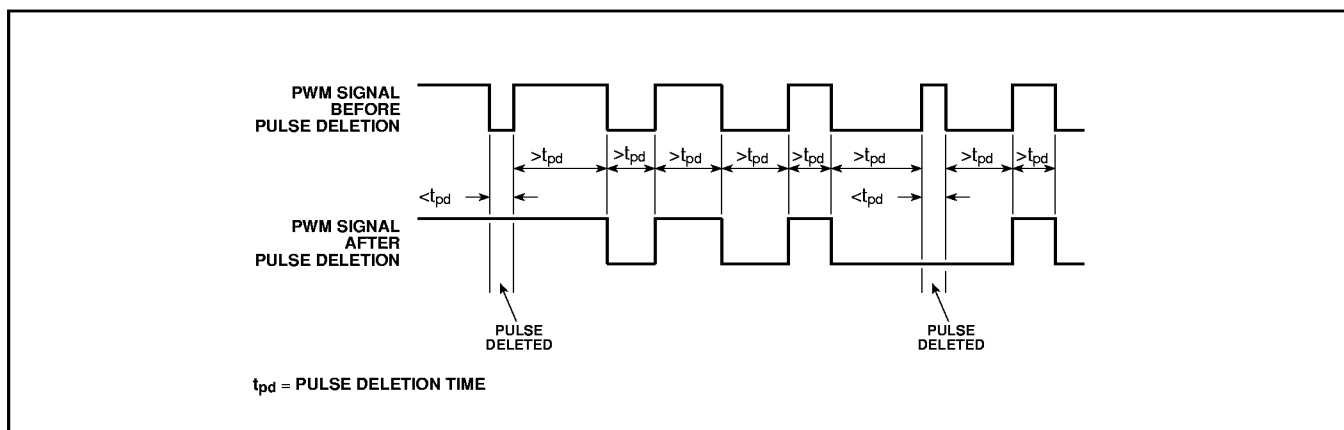 PWM SIGNAL
BEFORE
PULSE DELETION
>tpd >tpd >tpd >tpd >tpd >tpd >tpd >tpd
<tpd <tpd
PWM SIGNAL
AFTER
PULSE DELETION
PULSE
DELETED
PULSE
DELETED
tpd = PULSE DELETION TIME